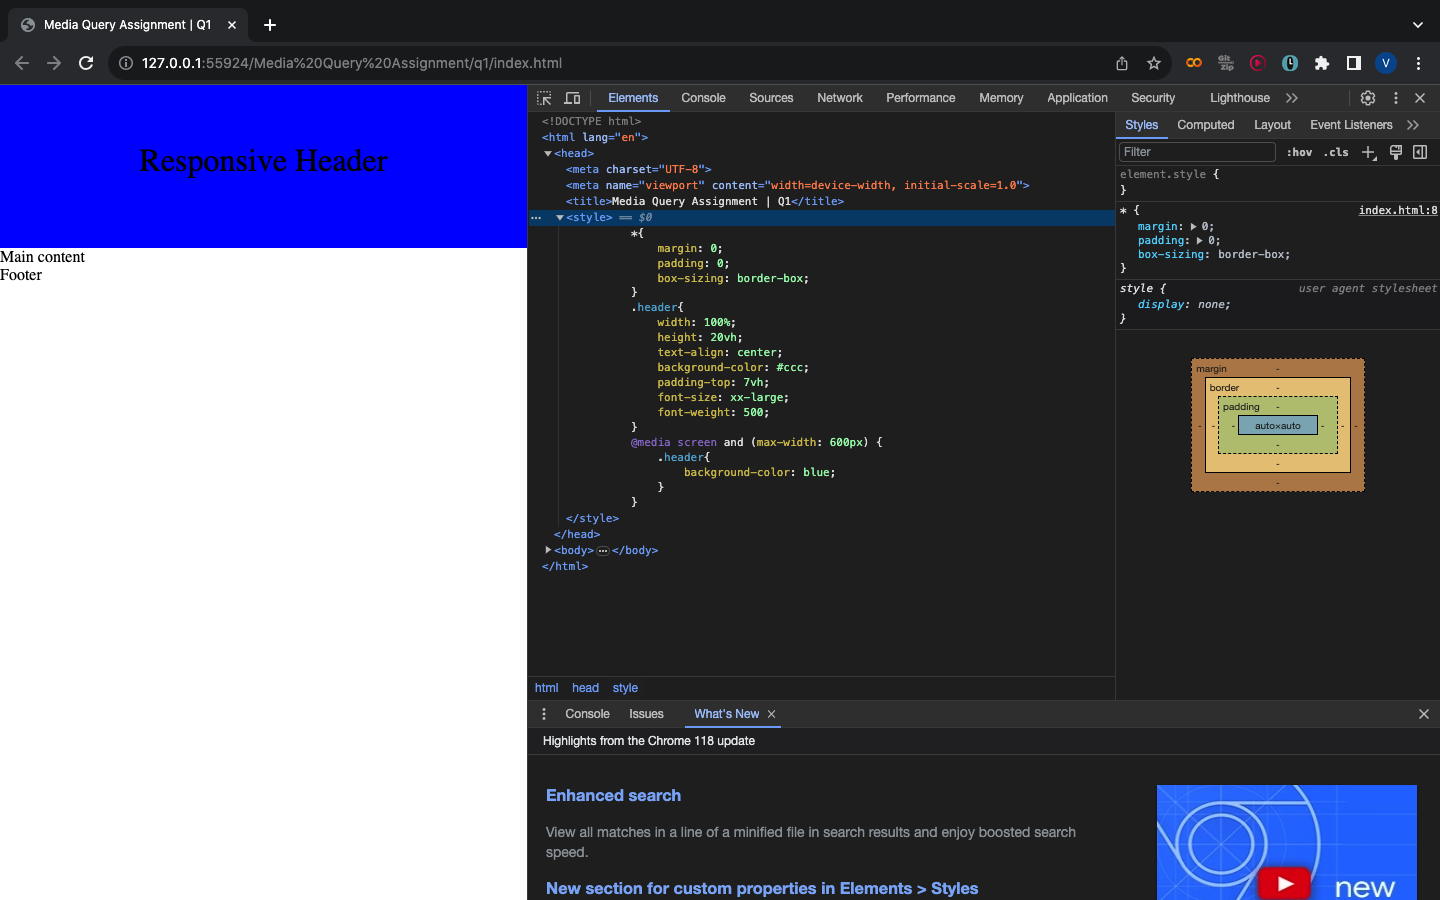 Media Query Assignment | Q1
127.0.0.1:55924/Media%20Query%20Assignment/q1/index.html
Git
Zip
V
Responsive Header
Main content
Footer
Elements Console Sources Network Performance Memory Application Security Lighthouse
<!DOCTYPE html>
<html lang="en">
<head>
<meta charset="UTF-8">
<meta name="viewport" content="width=device-width, initial-scale=1.0">
<title>Media Query Assignment | Q1</title>
<style> == $0
*{
margin: 0;
padding: 0;
box-sizing: border-box;
}
.header{
width: 100%;
height: 20vh;
text-align: center;
background-color: #ccc;
padding-top: 7vh;
font-size: xx-large;
font-weight: 500;
}
@media screen and (max-width: 600px) {
.header{
background-color: blue;
}
}
</style>
</head>
<body>…</body>
</html>
html head style
Styles Computed Layout Event Listeners
Filter :hov .cls
element.style {
}
* { index.html:8
margin: 0;
padding: 0;
box-sizing: border-box;
}
style { user agent stylesheet
display: none;
}
margin -
border -
padding -
- - - auto×auto - - -
-
-
-
Console Issues What's New
Highlights from the Chrome 118 update
Enhanced search
View all matches in a line of a minified file in search results and enjoy boosted search
speed.
New section for custom properties in Elements > Styles
new